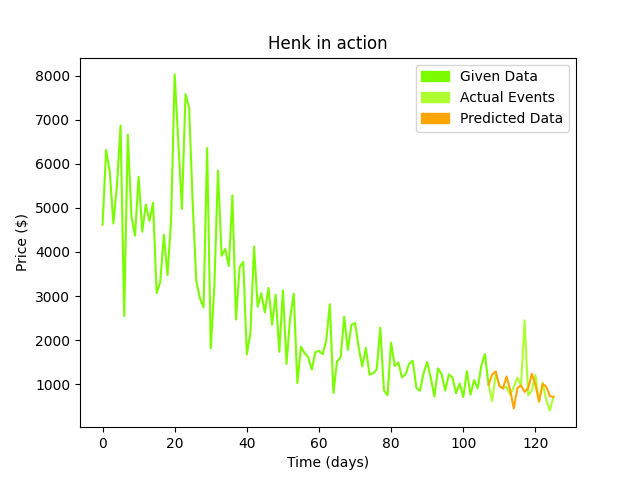 Henk in action
Given Data
Actual Events
Predicted Data
Price ($)
8000
7000
6000
5000
4000
3000
2000
1000
0 20 40 60 80 100 120
Time (days)